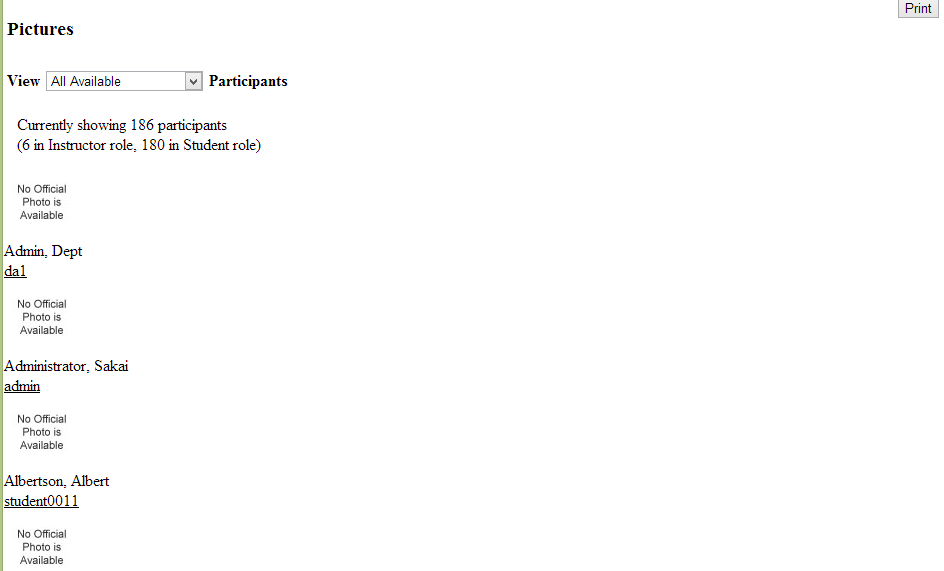 Print
Pictures
View All Available Participants
Currently showing 186 participants
(6 in Instructor role, 180 in Student role)
No Official
Photo is
Available
Admin, Dept
da1
No Official
Photo is
Available
Administrator, Sakai
admin
No Official
Photo is
Available
Albertson, Albert
student0011
No Official
Photo is
Available